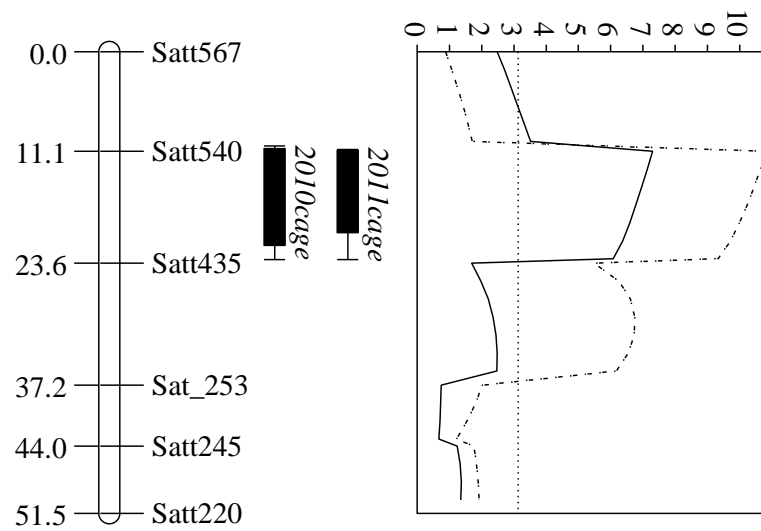 0 1 2 3 4 5 6 7 8 9 10
0.0 Satt567
11.1 Satt540
23.6 Satt435
37.2 Sat_253
44.0 Satt245
51.5 Satt220
2010cage
2011cage